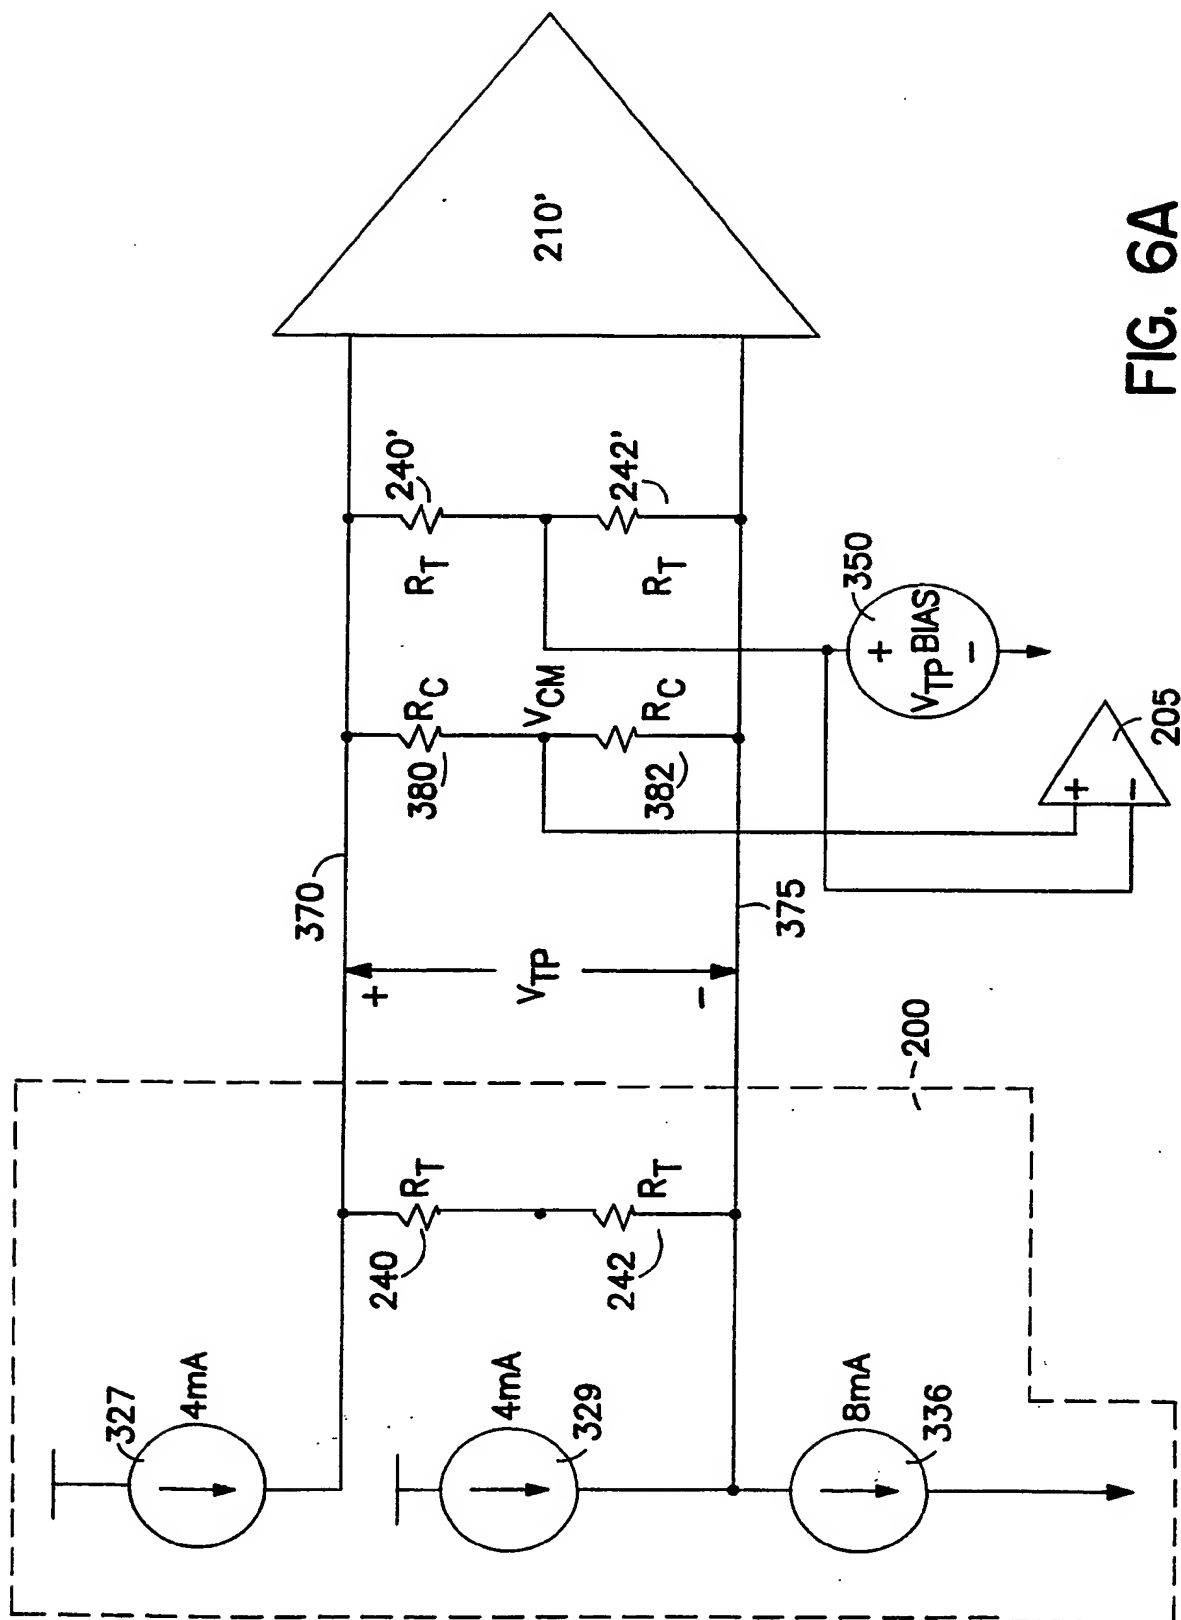 327
4mA
4mA
329
8mA
336
240
R_T
242
R_T
200
370
+
V_TP
-
375
380
R_C
V_CM
382
R_C
240'
R_T
242'
R_T
210'
350
+
V_TP BIAS
-
+
-
205
FIG. 6A